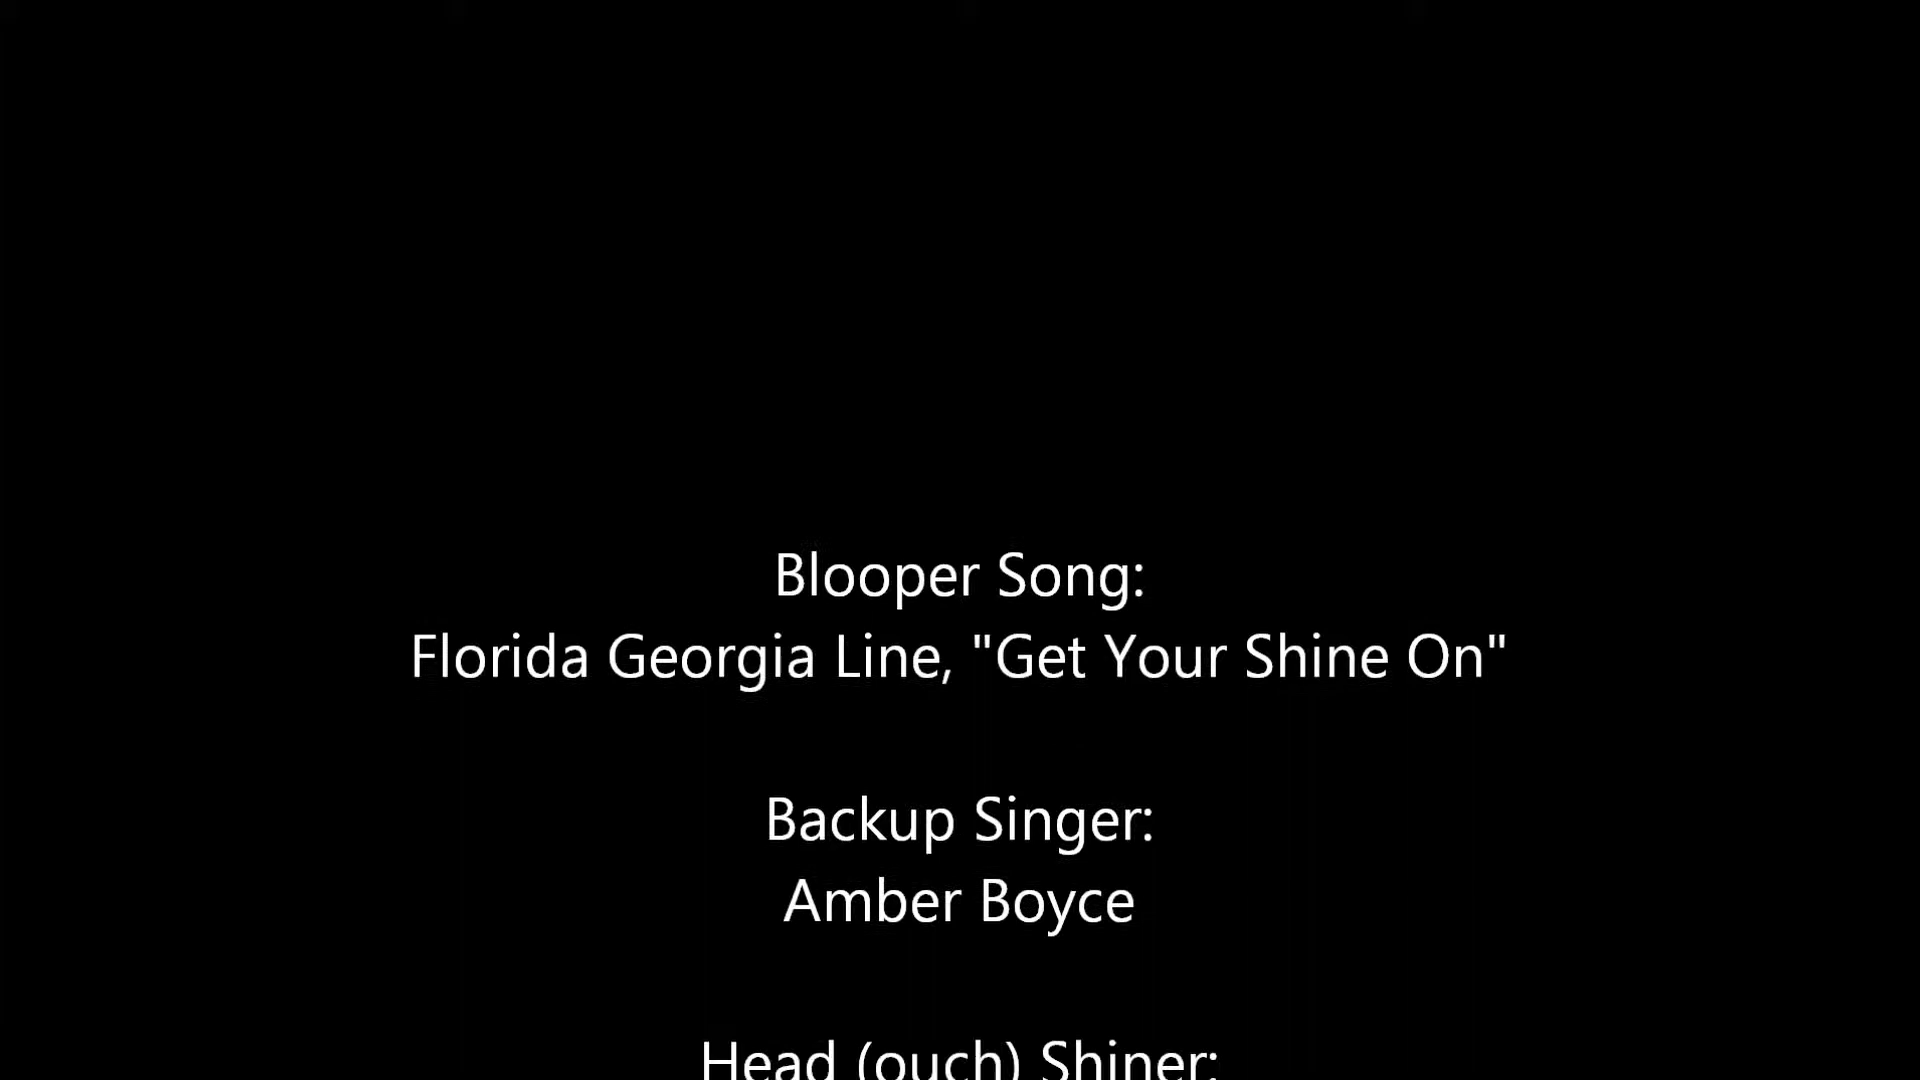 Blooper Song:
Florida Georgia Line, "Get Your Shine On"
Backup Singer:
Amber Boyce
Head (ouch) Shiner: